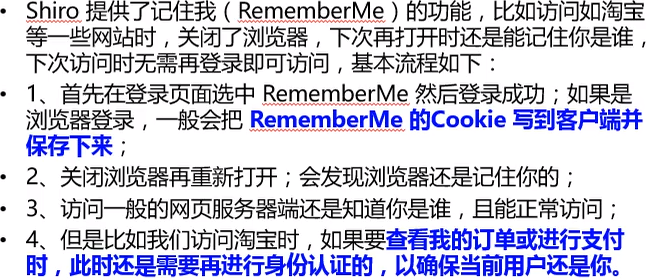 • Shiro 提供了记住我（RememberMe）的功能，比如访问如淘宝
等一些网站时，关闭了浏览器，下次再打开时还是能记住你是谁，
下次访问时无需再登录即可访问，基本流程如下：
• 1、首先在登录页面选中 RememberMe 然后登录成功；如果是
浏览器登录，一般会把 RememberMe 的Cookie 写到客户端并
保存下来；
• 2、关闭浏览器再重新打开；会发现浏览器还是记住你的；
• 3、访问一般的网页服务器端还是知道你是谁，且能正常访问；
• 4、但是比如我们访问淘宝时，如果要查看我的订单或进行支付
时，此时还是需要再进行身份认证的，以确保当前用户还是你。